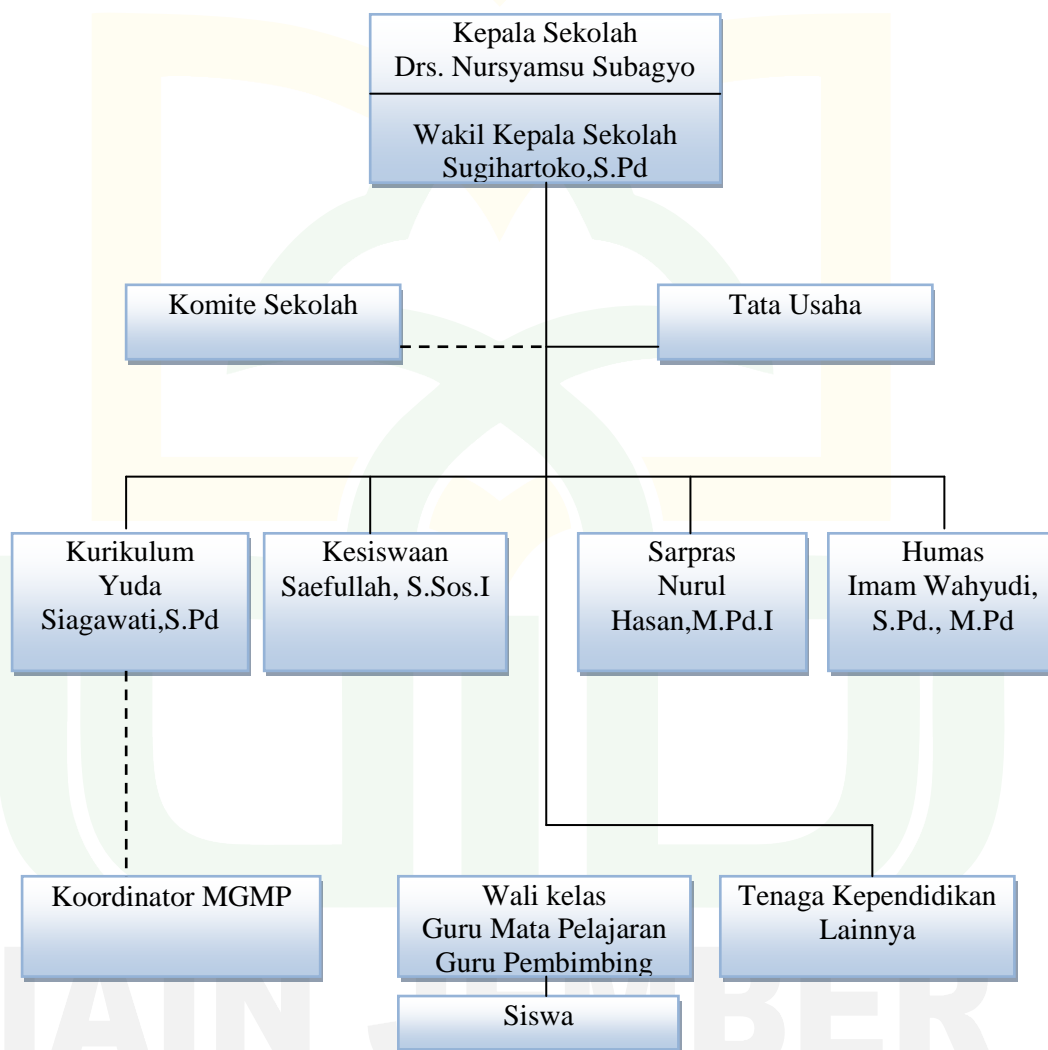 Kepala Sekolah
Drs. Nursyamsu Subagyo
Wakil Kepala Sekolah
Sugihartoko,S.Pd
Komite Sekolah
Tata Usaha
Kurikulum
Yuda
Siagawati,S.Pd
Kesiswaan
Saefullah, S.Sos.I
Sarpras
Nurul
Hasan,M.Pd.I
Humas
Imam Wahyudi,
S.Pd., M.Pd
Koordinator MGMP
Wali kelas
Guru Mata Pelajaran
Guru Pembimbing
Tenaga Kependidikan
Lainnya
Siswa
IAIN JEMBER